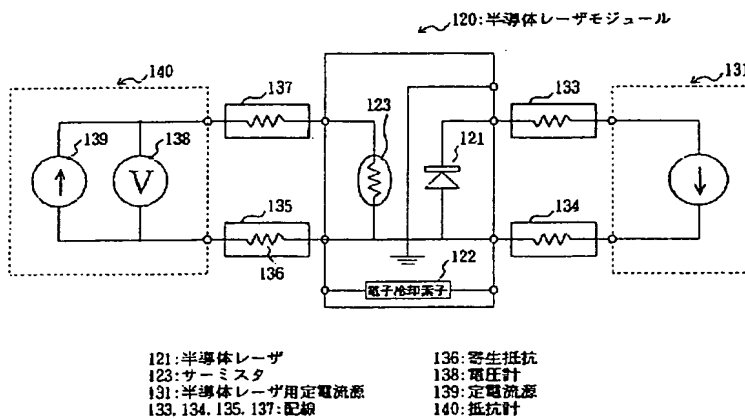 120:半導体レーザモジュール
140
137
133
131
123
139
138
121
V
135
134
136
122
電子冷却素子
121:半導体レーザ
123:サーミスタ
131:半導体レーザ用定電流源
133,134,135,137:配線
136:寄生抵抗
138:電圧計
139:定電流源
140:抵抗計